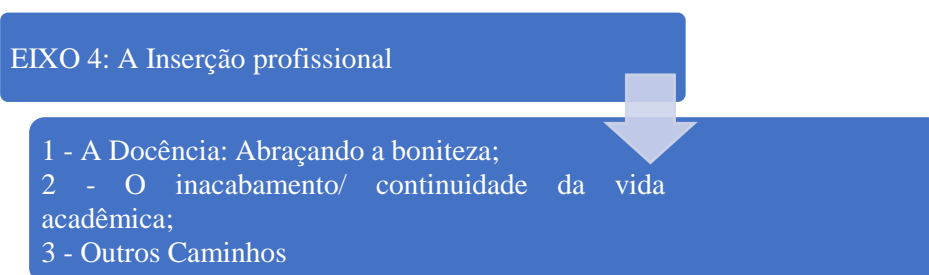 EIXO 4: A Inserção profissional
1 - A Docência: Abraçando a boniteza;
2 - O inacabamento/ continuidade da vida
acadêmica;
3 - Outros Caminhos